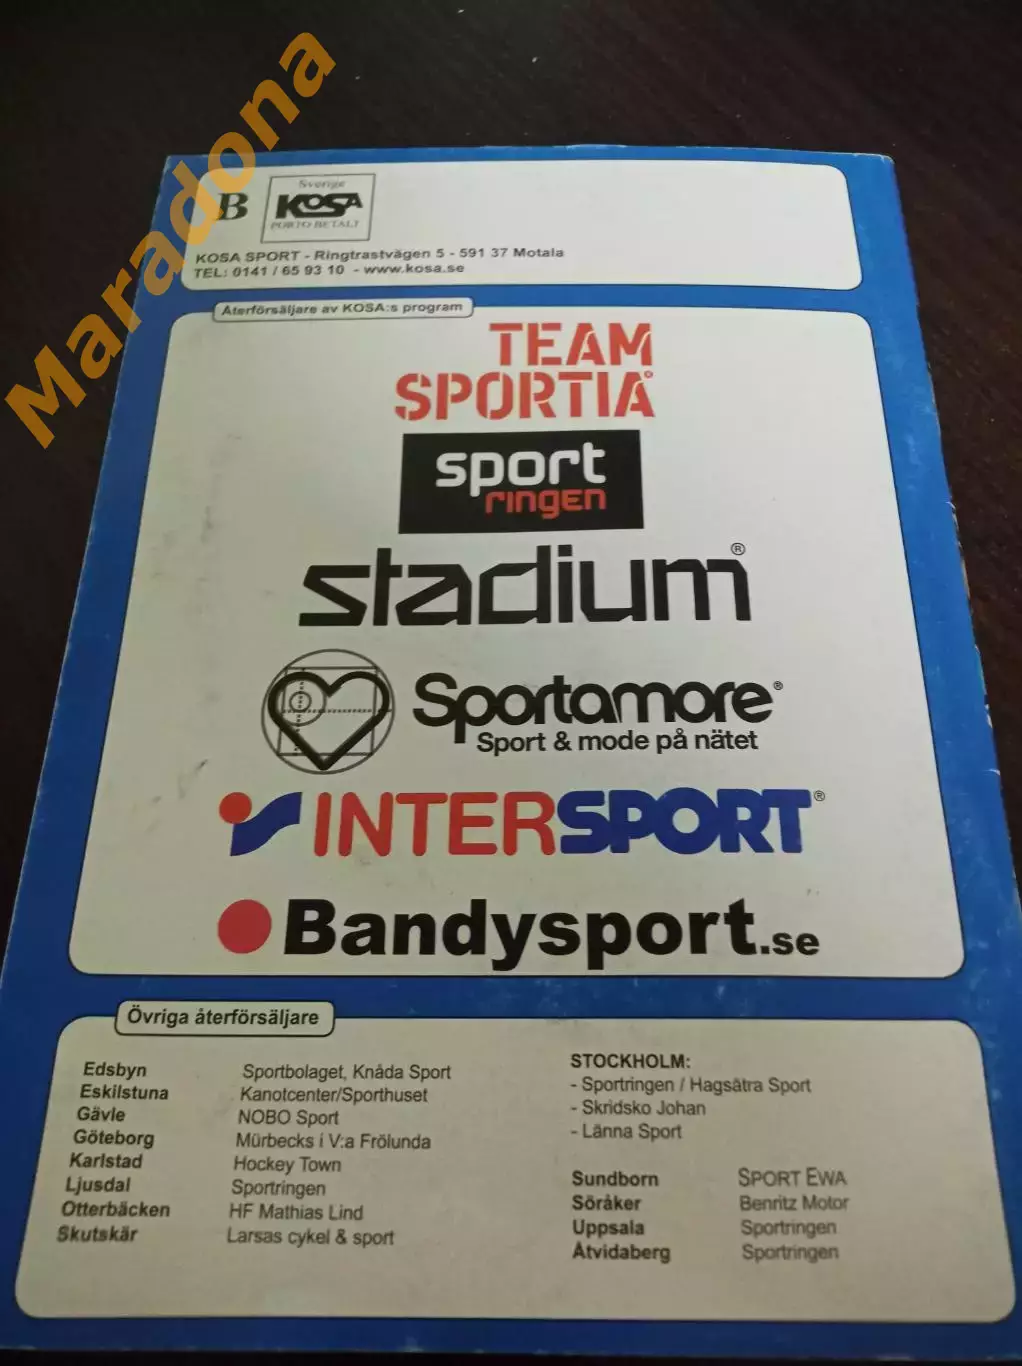 Maradona
Sverige
B KOSA
PORTO BETALT
KOSA SPORT - Ringtrastvägen 5 - 591 37 Motala
TEL: 0141 / 65 93 10 - www.kosa.se
Återförsäljare av KOSA:s program
TEAM
SPORTIA®
sport
ringen
stadium®
Sportamore®
Sport & mode på nätet
INTERSPORT®
Bandysport.se
Övriga återförsäljare
Edsbyn Sportbolaget, Knåda Sport
Eskilstuna Kanotcenter/Sporthuset
Gävle NOBO Sport
Göteborg Mürbecks i V:a Frölunda
Karlstad Hockey Town
Ljusdal Sportringen
Otterbäcken HF Mathias Lind
Skutskär Larsas cykel & sport
STOCKHOLM:
- Sportringen / Hagsätra Sport
- Skridsko Johan
- Länna Sport
Sundborn SPORT EWA
Söråker Benritz Motor
Uppsala Sportringen
Åtvidaberg Sportringen